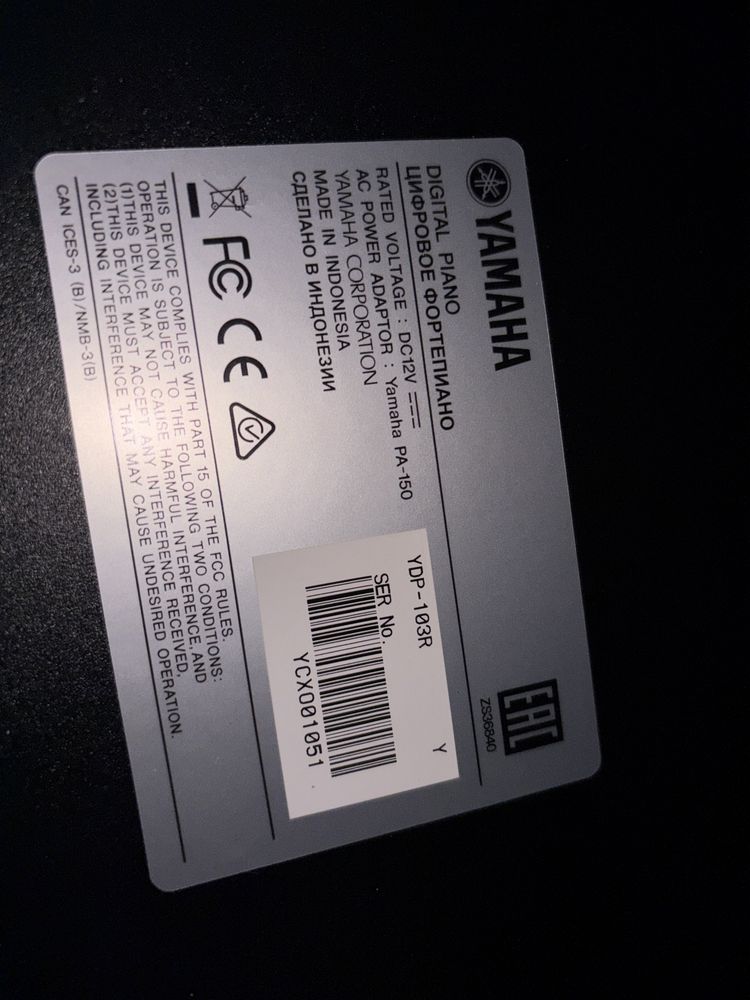 YAMAHA
EAC
ZS36840
DIGITAL PIANO
ЦИФРОВОЕ ФОРТЕПИАНО
RATED VOLTAGE : DC12V
AC POWER ADAPTOR : Yamaha PA-150
YAMAHA CORPORATION
MADE IN INDONESIA
СДЕЛАНО В ИНДОНЕЗИИ
YDP-103R Y
SER No.
YCXO01051
FC CE
THIS DEVICE COMPLIES WITH PART 15 OF THE FCC RULES.
OPERATION IS SUBJECT TO THE FOLLOWING TWO CONDITIONS:
(1)THIS DEVICE MAY NOT CAUSE HARMFUL INTERFERENCE, AND
(2)THIS DEVICE MUST ACCEPT ANY INTERFERENCE RECEIVED,
INCLUDING INTERFERENCE THAT MAY CAUSE UNDESIRED OPERATION.
CAN ICES-3 (B)/NMB-3(B)